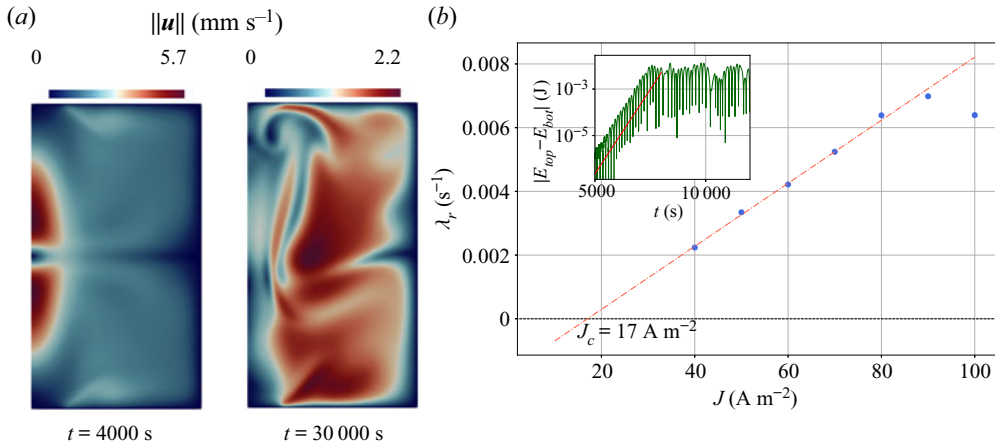 (a)
||u|| (mm s−1)
0 5.7 0 2.2
t = 4000 s t = 30 000 s
(b)
0.008
0.006
0.004
0.002
0
λr (s−1)
20 40 60 80 100
J (A m−2)
Jc = 17 A m−2
|Etop−Ebot| (J)
10−3
10−5
5000 10 000
t (s)